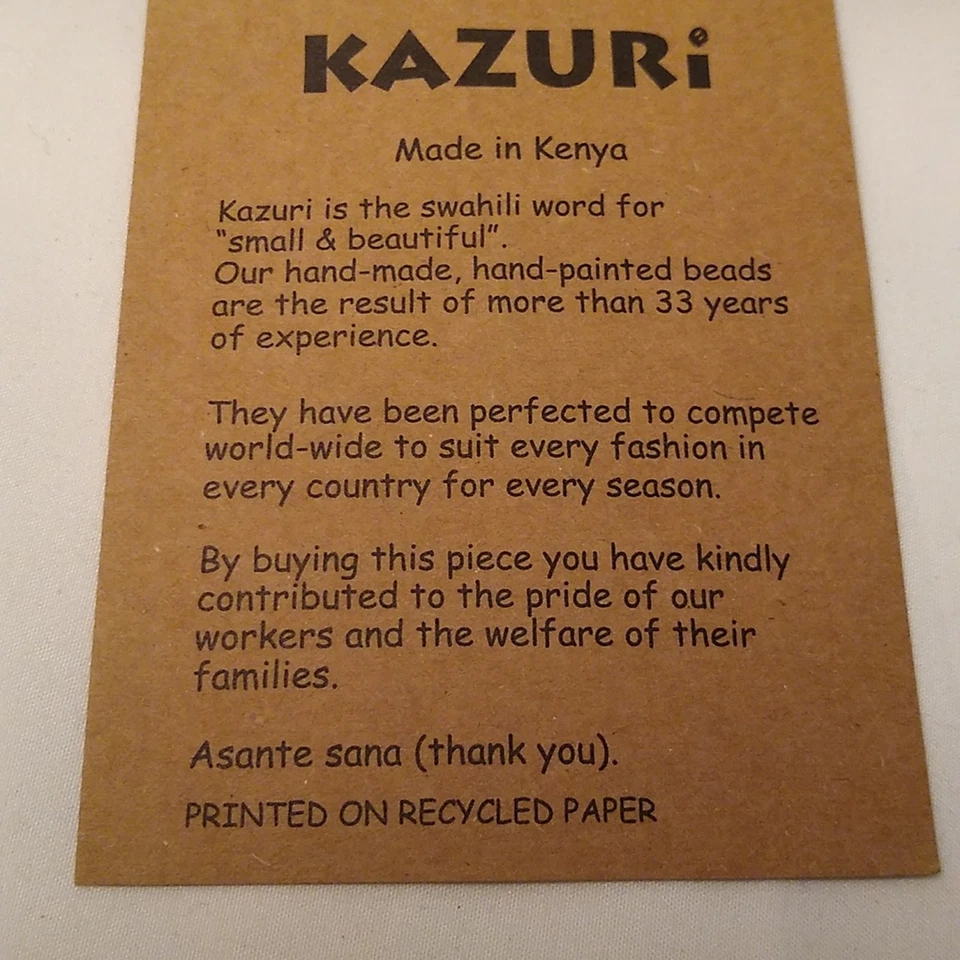 KAZURi
Made in Kenya
Kazuri is the swahili word for
"small & beautiful".
Our hand-made, hand-painted beads
are the result of more than 33 years
of experience.
They have been perfected to compete
world-wide to suit every fashion in
every country for every season.
By buying this piece you have kindly
contributed to the pride of our
workers and the welfare of their
families.
Asante sana (thank you).
PRINTED ON RECYCLED PAPER